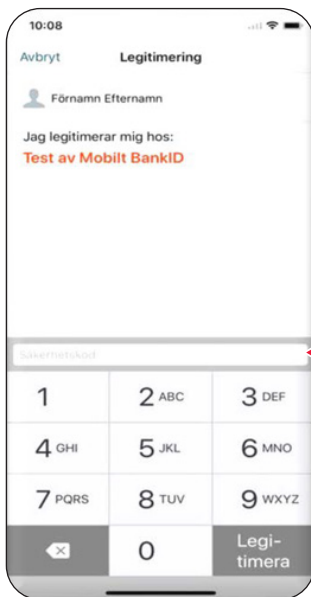 10:08
Avbryt Legitimering
Förnamn Efternamn
Jag legitimerar mig hos:
Test av Mobilt BankID
Säkerhetskod
1 2 ABC 3 DEF
4 GHI 5 JKL 6 MNO
7 PQRS 8 TUV 9 WXYZ
0 Legi-
timera